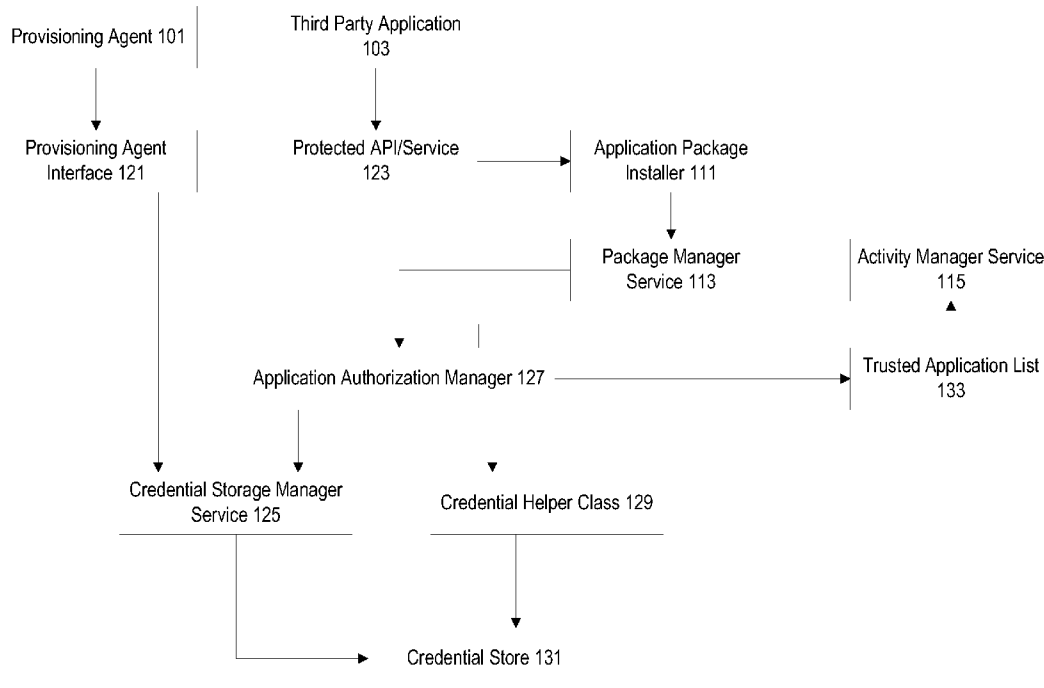 Provisioning Agent 101
Third Party Application
103
Provisioning Agent
Interface 121
Protected API/Service
123
Application Package
Installer 111
Package Manager
Service 113
Activity Manager Service
115
Application Authorization Manager 127
Trusted Application List
133
Credential Storage Manager
Service 125
Credential Helper Class 129
Credential Store 131